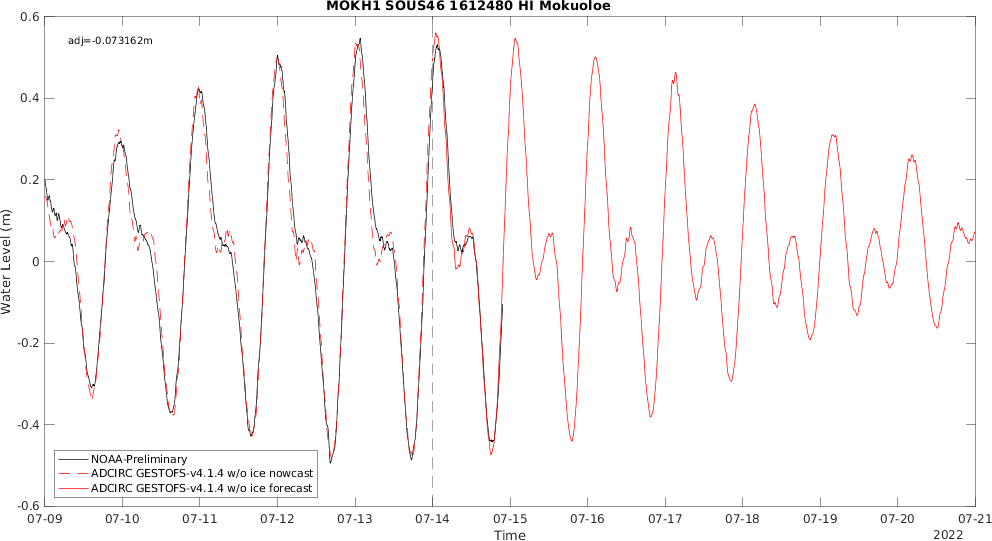 MOKH1 SOUS46 1612480 HI Mokuoloe
adj=-0.073162m
Water Level (m)
0.6
0.4
0.2
0
-0.2
-0.4
-0.6
NOAA-Preliminary
ADCIRC GESTOFS-v4.1.4 w/o ice nowcast
ADCIRC GESTOFS-v4.1.4 w/o ice forecast
07-09 07-10 07-11 07-12 07-13 07-14 07-15 07-16 07-17 07-18 07-19 07-20 07-21
Time
2022